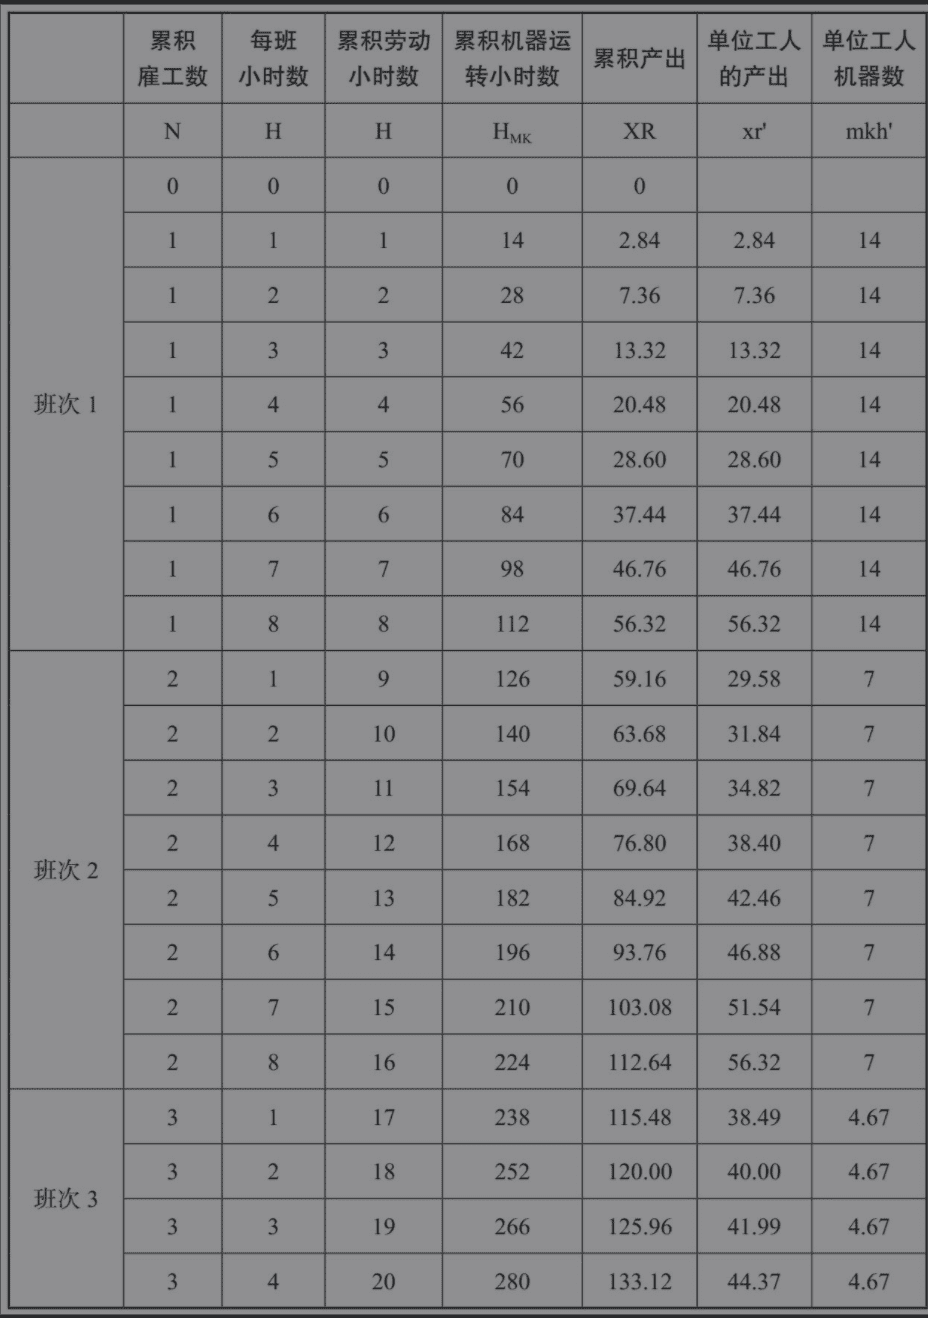 累积 每班 累积劳动 累积机器运 累积产出 单位工人 单位工人
雇工数 小时数 小时数 转小时数 的产出 机器数
N H H H_MK XR xr' mkh'
0 0 0 0 0
1 1 1 14 2.84 2.84 14
1 2 2 28 7.36 7.36 14
1 3 3 42 13.32 13.32 14
班次 1 1 4 4 56 20.48 20.48 14
1 5 5 70 28.60 28.60 14
1 6 6 84 37.44 37.44 14
1 7 7 98 46.76 46.76 14
1 8 8 112 56.32 56.32 14
2 1 9 126 59.16 29.58 7
2 2 10 140 63.68 31.84 7
2 3 11 154 69.64 34.82 7
2 4 12 168 76.80 38.40 7
班次 2
2 5 13 182 84.92 42.46 7
2 6 14 196 93.76 46.88 7
2 7 15 210 103.08 51.54 7
2 8 16 224 112.64 56.32 7
3 1 17 238 115.48 38.49 4.67
3 2 18 252 120.00 40.00 4.67
班次 3
3 3 19 266 125.96 41.99 4.67
3 4 20 280 133.12 44.37 4.67